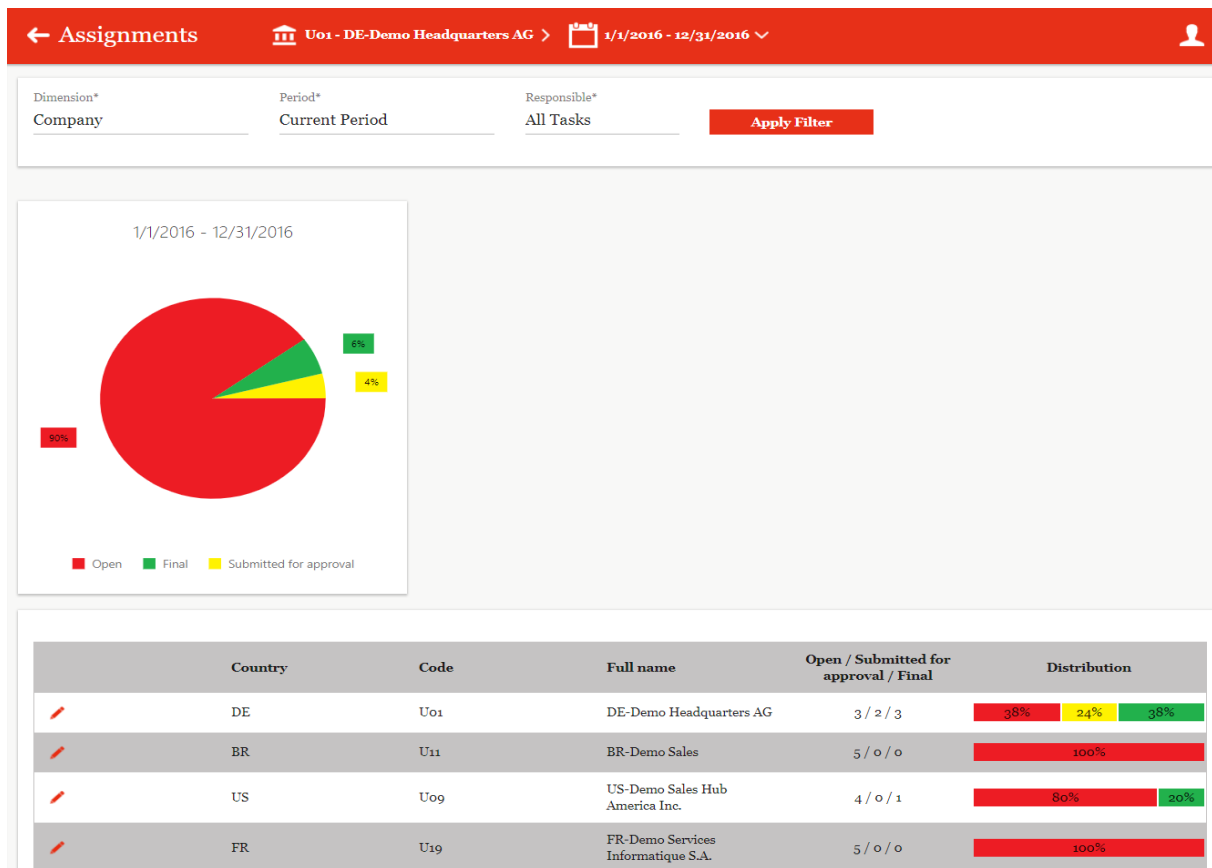 Assignments
U01 - DE-Demo Headquarters AG
1/1/2016 - 12/31/2016
Dimension* Period* Responsible*
Company Current Period All Tasks Apply Filter
1/1/2016 - 12/31/2016
6%
4%
90%
Open Final Submitted for approval
Country Code Full name Open / Submitted for approval / Final Distribution
DE U01 DE-Demo Headquarters AG 3 / 2 / 3 38% 24% 38%
BR U11 BR-Demo Sales 5 / 0 / 0 100%
US U09 US-Demo Sales Hub America Inc. 4 / 0 / 1 80% 20%
FR U19 FR-Demo Services Informatique S.A. 5 / 0 / 0 100%